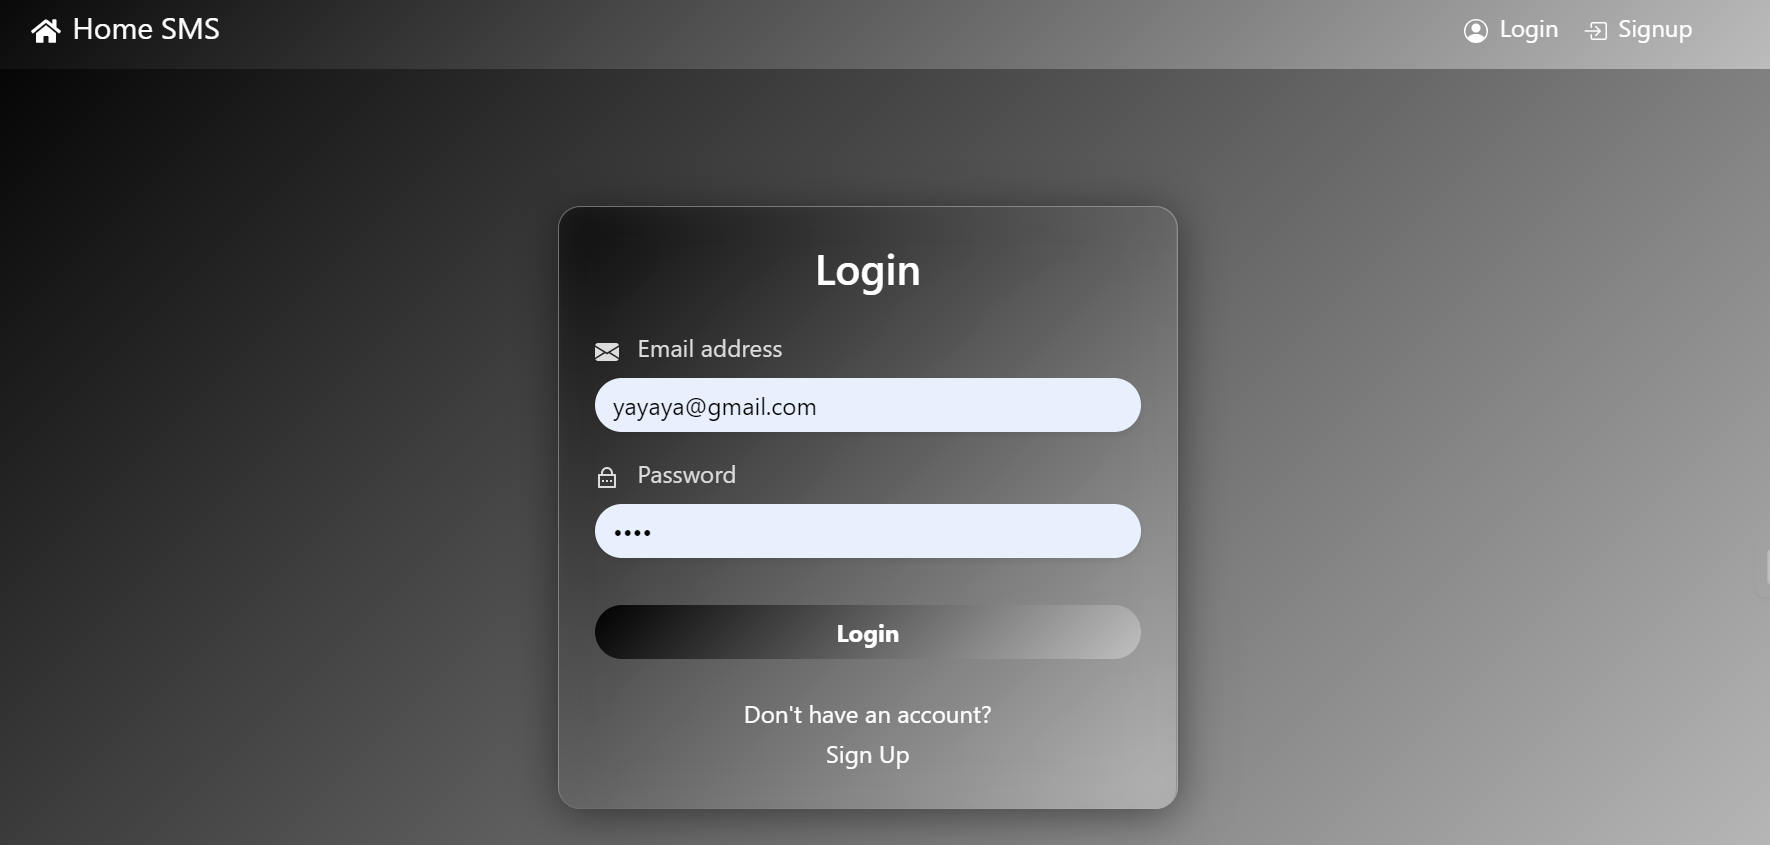 Home SMS
Login
Signup
Login
Email address
yayaya@gmail.com
Password
••••
Login
Don't have an account?
Sign Up